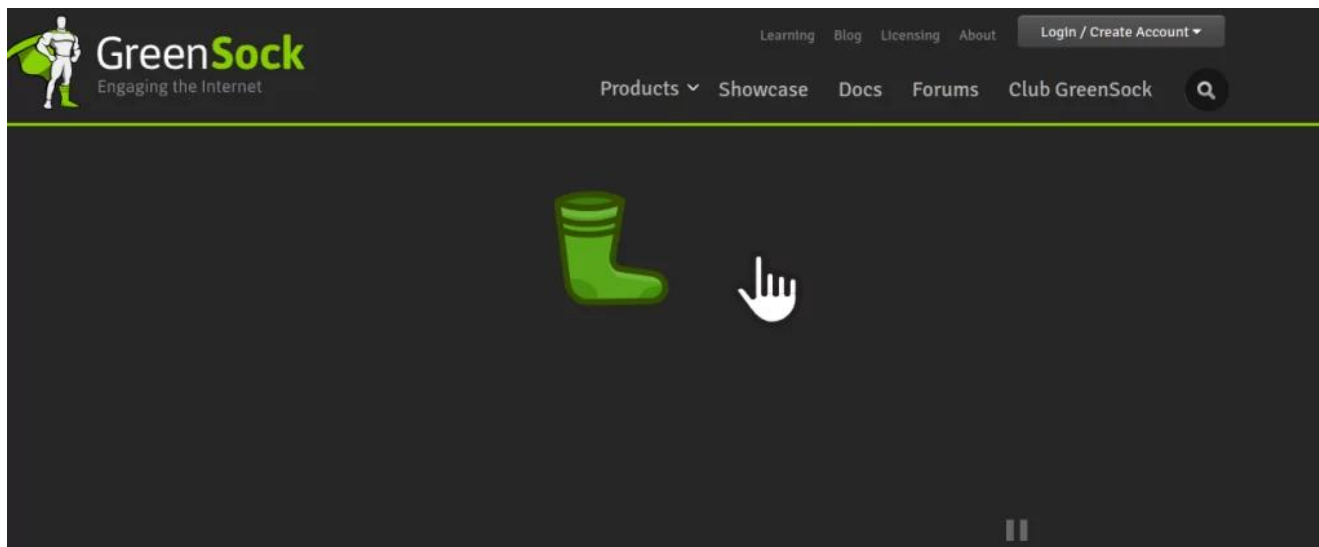 GreenSock
Engaging the Internet
Learning Blog Licensing About Login / Create Account
Products Showcase Docs Forums Club GreenSock